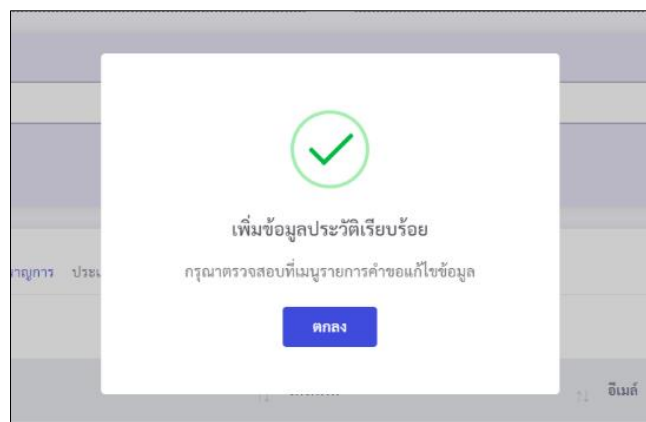 เพิ่มข้อมูลประวัติเรียบร้อย
กรุณาตรวจสอบที่เมนูรายการคำขอแก้ไขข้อมูล
ตกลง
อีเมล์